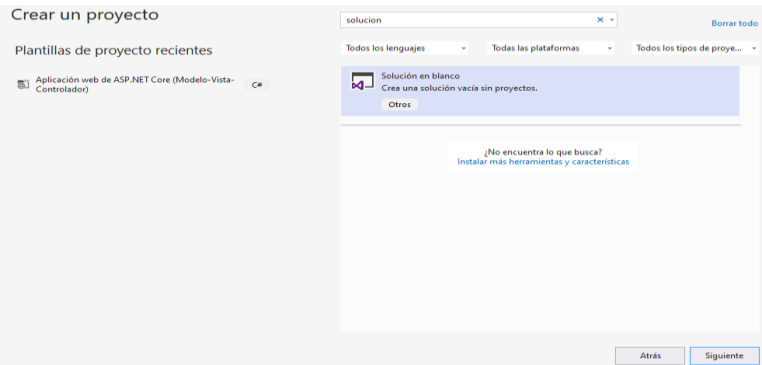 Crear un proyecto
solucion
Borrar todo
Plantillas de proyecto recientes
Todos los lenguajes
Todas las plataformas
Todos los tipos de proye...
Aplicación web de ASP.NET Core (Modelo-Vista-
Controlador)
C#
Solución en blanco
Crea una solución vacía sin proyectos.
Otros
¿No encuentra lo que busca?
Instalar más herramientas y características
Atrás
Siguiente